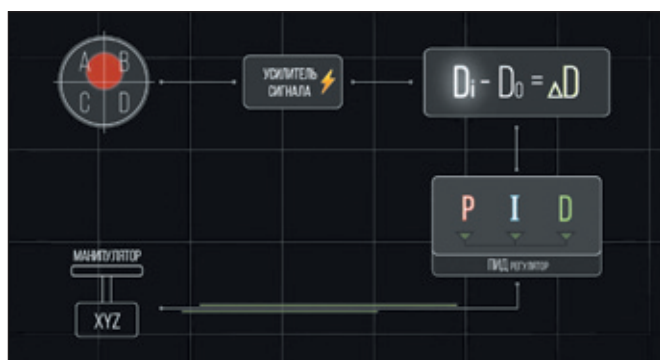 A B
C D
УСИЛИТЕЛЬ
СИГНАЛА
Di - D0 = ΔD
P I D
ПИД РЕГУЛЯТОР
МАНИПУЛЯТОР
XYZ